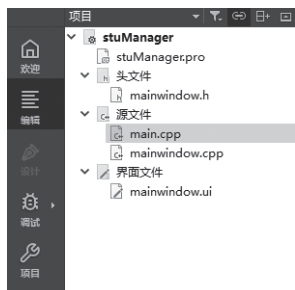 项目
stuManager
stuManager.pro
头文件
mainwindow.h
源文件
main.cpp
mainwindow.cpp
界面文件
mainwindow.ui
欢迎
编辑
设计
调试
项目